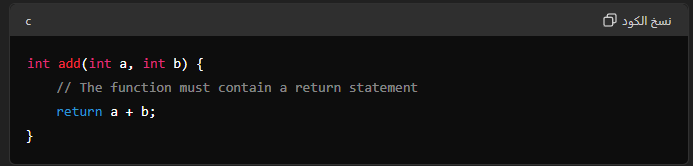 c
نسخ الكود
int add(int a, int b) {
    // The function must contain a return statement
    return a + b;
}